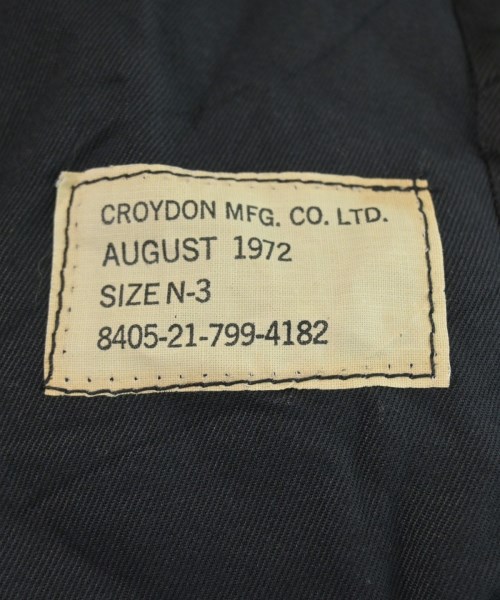 CROYDON MFG. CO. LTD.
AUGUST 1972
SIZE N-3
8405-21-799-4182